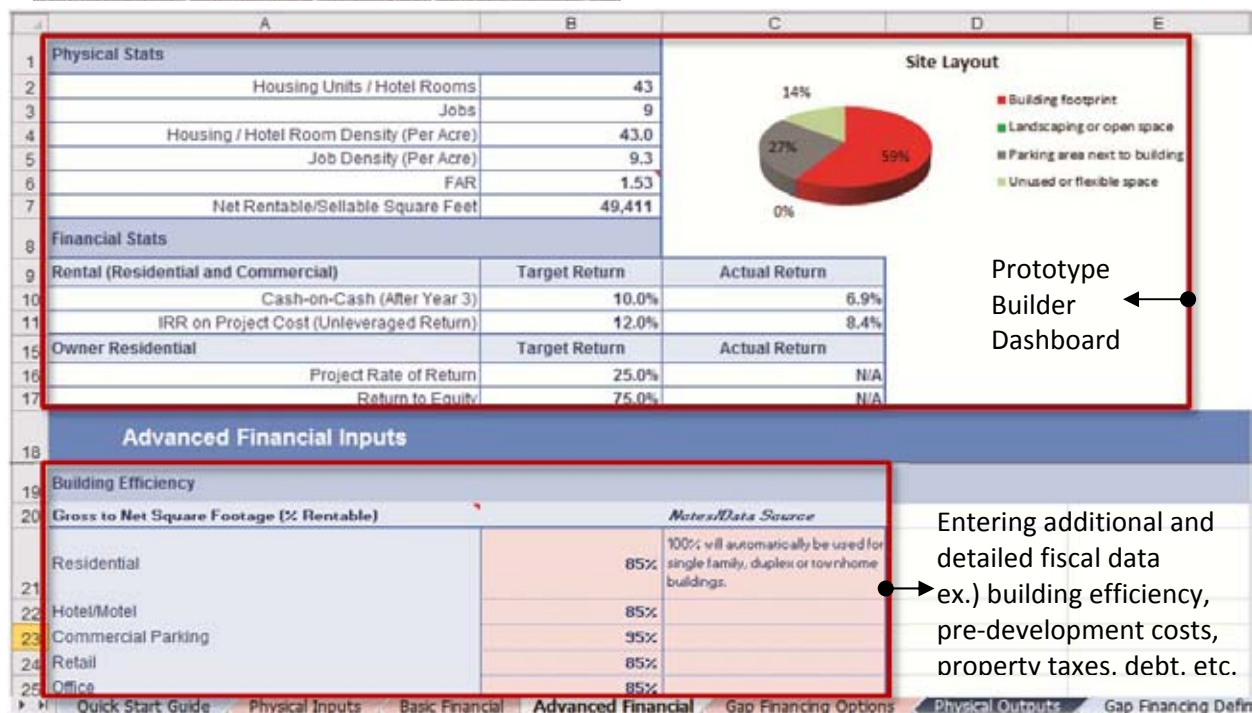 A B C D E
1 Physical Stats
2 Housing Units / Hotel Rooms 43
3 Jobs 9
4 Housing / Hotel Room Density (Per Acre) 43.0
5 Job Density (Per Acre) 9.3
6 FAR 1.53
7 Net Rentable/Sellable Square Feet 49,411
Site Layout
14%
27%
59%
0%
Building footprint
Landscaping or open space
Parking area next to building
Unused or flexible space
8 Financial Stats
9 Rental (Residential and Commercial) Target Return Actual Return
10 Cash-on-Cash (After Year 3) 10.0% 6.9%
11 IRR on Project Cost (Unleveraged Return) 12.0% 8.4%
15 Owner Residential Target Return Actual Return
16 Project Rate of Return 25.0% N/A
17 Return to Equity 75.0% N/A
Prototype
Builder
Dashboard
18 Advanced Financial Inputs
19 Building Efficiency
20 Gross to Net Square Footage (% Rentable) Notes/Data Source
21 Residential 85% 100% will automatically be used for
single family, duplex or townhome
buildings.
22 Hotel/Motel 85%
23 Commercial Parking 95%
24 Retail 85%
25 Office 85%
Entering additional and
detailed fiscal data
ex.) building efficiency,
pre-development costs,
property taxes, debt, etc.
Quick Start Guide Physical Inputs Basic Financial Advanced Financial Gap Financing Options Physical Outputs Gap Financing Defin